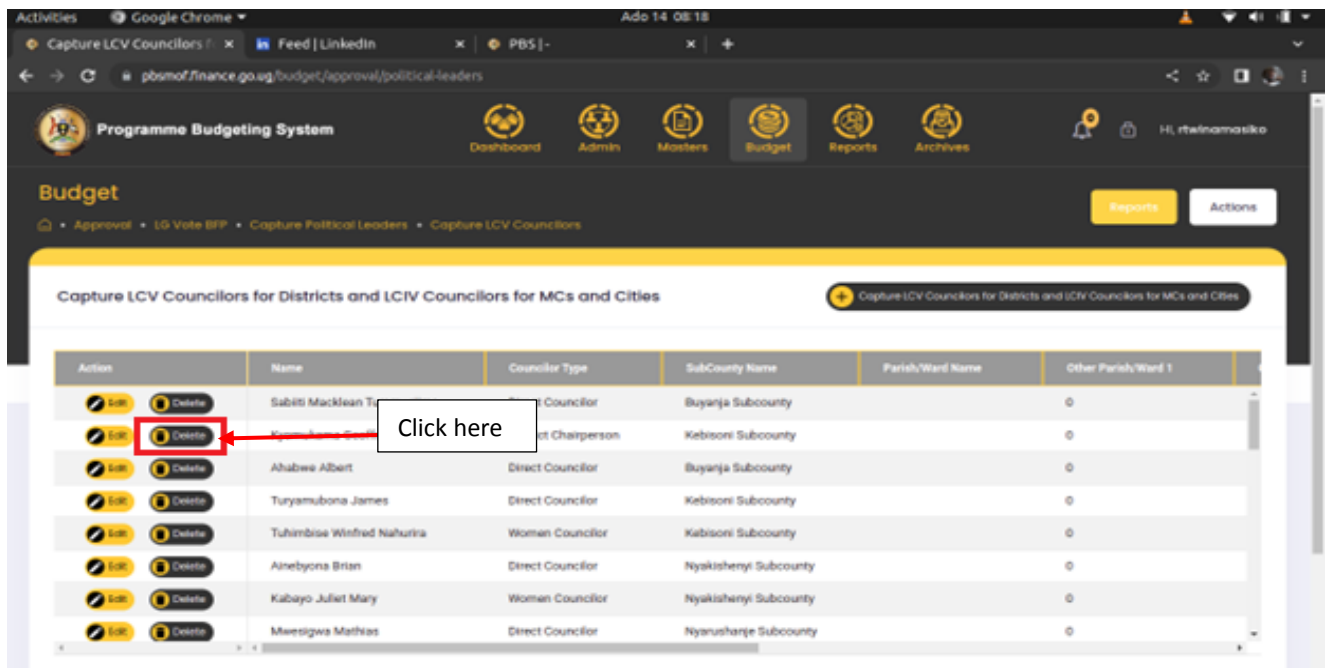 Activities Google Chrome Ado 14 08:18
Capture LCV Councilors f × Feed | LinkedIn × PBS | - × +
pbsmof.finance.go.ug/budget/approval/political-leaders
Programme Budgeting System Dashboard Admin Masters Budget Reports Archives 0 Hi, rtwinamasiko
Budget
Reports Actions
Approval • LG Vote BFP • Capture Political Leaders • Capture LCV Councilors
Capture LCV Councilors for Districts and LCIV Councilors for MCs and Cities + Capture LCV Councilors for Districts and LCIV Councilors for MCs and Cities
Action Name Councilor Type SubCounty Name Parish/Ward Name Other Parish/Ward 1
Edit Delete Sabiiti Macklean Councilor Buyanja Subcounty 0
Click here
Edit Delete Chairperson Kebisoni Subcounty 0
Edit Delete Ahabwe Albert Direct Councilor Buyanja Subcounty 0
Edit Delete Turyamubona James Direct Councilor Kebisoni Subcounty 0
Edit Delete Tuhimbise Winfred Nahurira Women Councilor Kebisoni Subcounty 0
Edit Delete Ainebyona Brian Direct Councilor Nyakishenyi Subcounty 0
Edit Delete Kabayo Juliet Mary Women Councilor Nyakishenyi Subcounty 0
Edit Delete Mwesigwa Mathias Direct Councilor Nyarushanje Subcounty 0